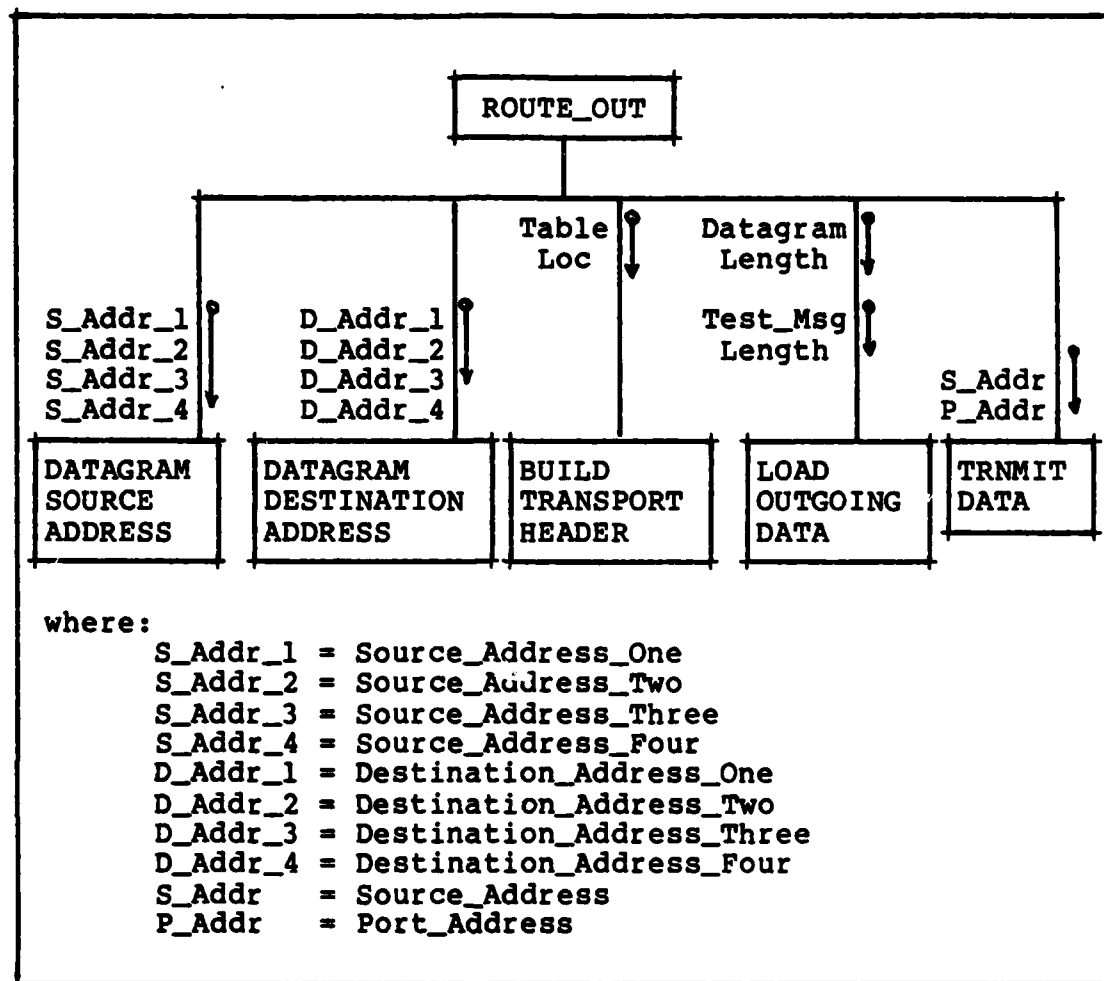 ROUTE_OUT
Table
Loc
Datagram
Length
Test_Msg
Length
S_Addr_1
S_Addr_2
S_Addr_3
S_Addr_4
D_Addr_1
D_Addr_2
D_Addr_3
D_Addr_4
S_Addr
P_Addr
DATAGRAM
SOURCE
ADDRESS
DATAGRAM
DESTINATION
ADDRESS
BUILD
TRANSPORT
HEADER
LOAD
OUTGOING
DATA
TRNMIT
DATA
where:
S_Addr_1 = Source_Address_One
S_Addr_2 = Source_Address_Two
S_Addr_3 = Source_Address_Three
S_Addr_4 = Source_Address_Four
D_Addr_1 = Destination_Address_One
D_Addr_2 = Destination_Address_Two
D_Addr_3 = Destination_Address_Three
D_Addr_4 = Destination_Address_Four
S_Addr = Source_Address
P_Addr = Port_Address